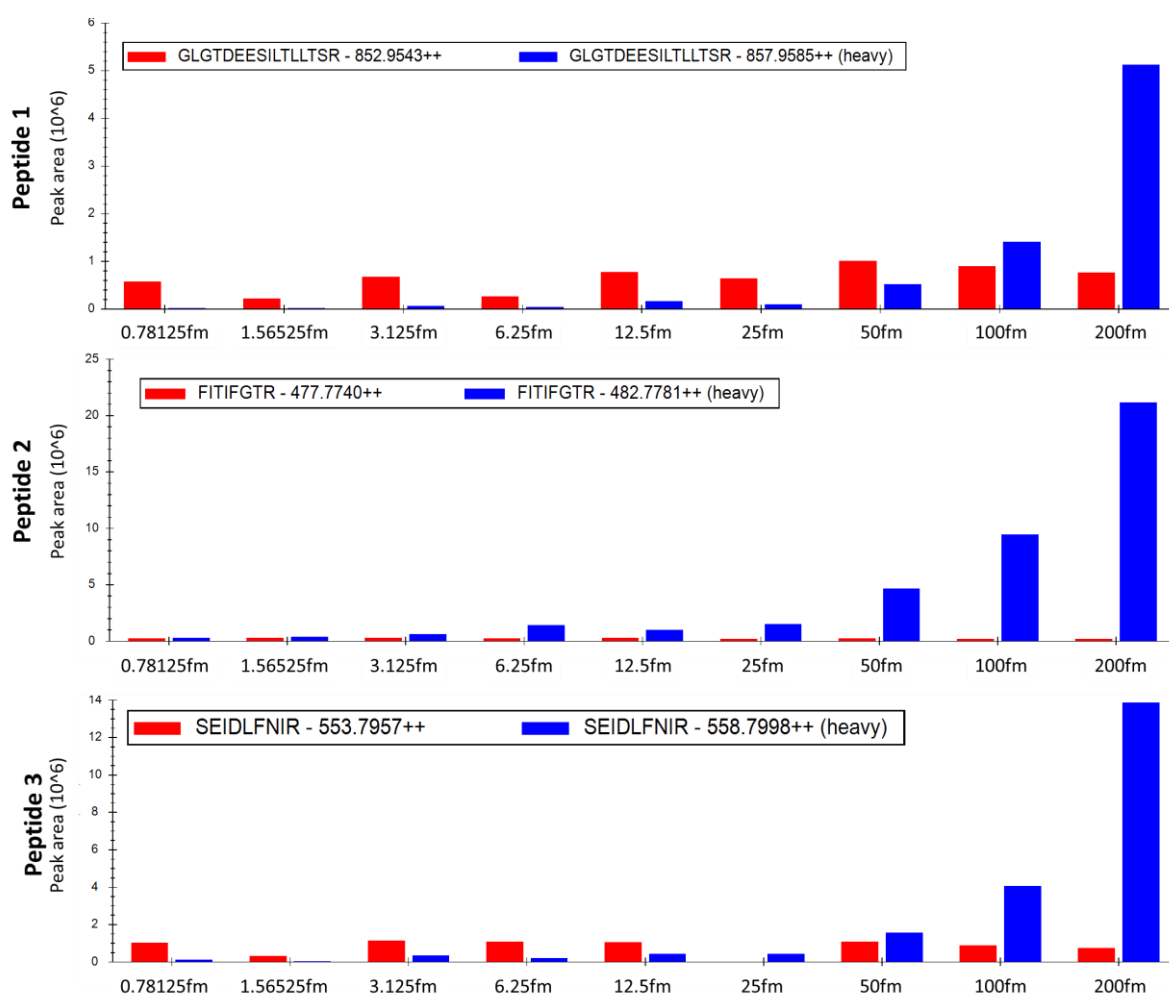 Peptide 1
Peak area (10^6)
6
5
4
3
2
1
0
GLGTDEESILTLLTSR - 852.9543++ GLGTDEESILTLLTSR - 857.9585++ (heavy)
0.78125fm 1.56525fm 3.125fm 6.25fm 12.5fm 25fm 50fm 100fm 200fm
Peptide 2
Peak area (10^6)
25
20
15
10
5
0
FITIFGTR - 477.7740++ FITIFGTR - 482.7781++ (heavy)
0.78125fm 1.56525fm 3.125fm 6.25fm 12.5fm 25fm 50fm 100fm 200fm
Peptide 3
Peak area (10^6)
14
12
10
8
6
4
2
0
SEIDLFNIR - 553.7957++ SEIDLFNIR - 558.7998++ (heavy)
0.78125fm 1.56525fm 3.125fm 6.25fm 12.5fm 25fm 50fm 100fm 200fm